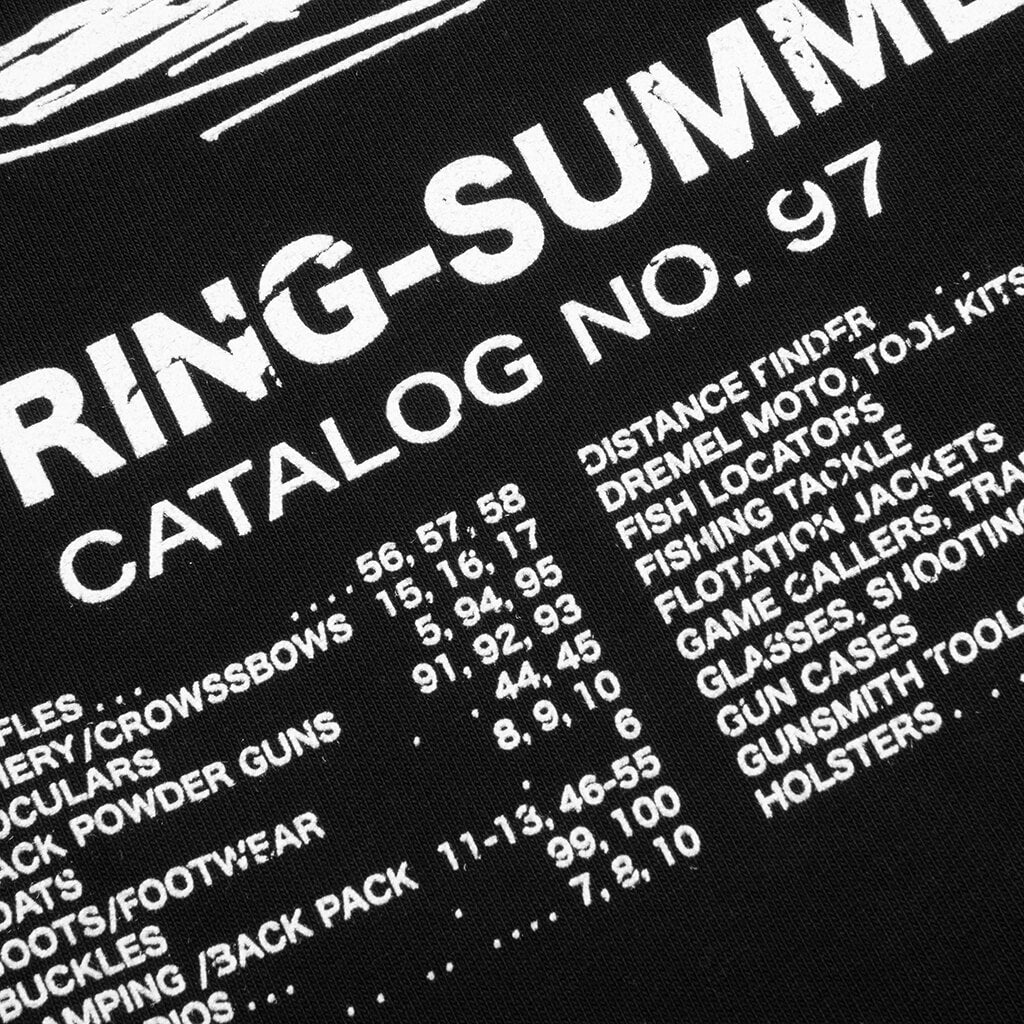 RING-SUMME
CATALOG NO. 97
FLES .. .... 56, 57, 58
HERY/CROWSSBOWS 15, 16, 17
OCULARS 5, 94, 95
ACK POWDER GUNS 91, 92, 93
OATS . 44, 45
OOTS/FOOTWEAR . 8, 9, 10
BUCKLES 6
AMPING /BACK PACK 11-13, 46-55
DIOS ... . 99, 100
.. .... 7, 8, 10
DISTANCE FINDER
DREMEL MOTO, TOOL KITS
FISH LOCATORS
FISHING TACKLE
FLOTATION JACKETS
GAME CALLERS, TRA
GLASSES, SHOOTING
GUN CASES
GUNSMITH TOOLS
HOLSTERS . . .